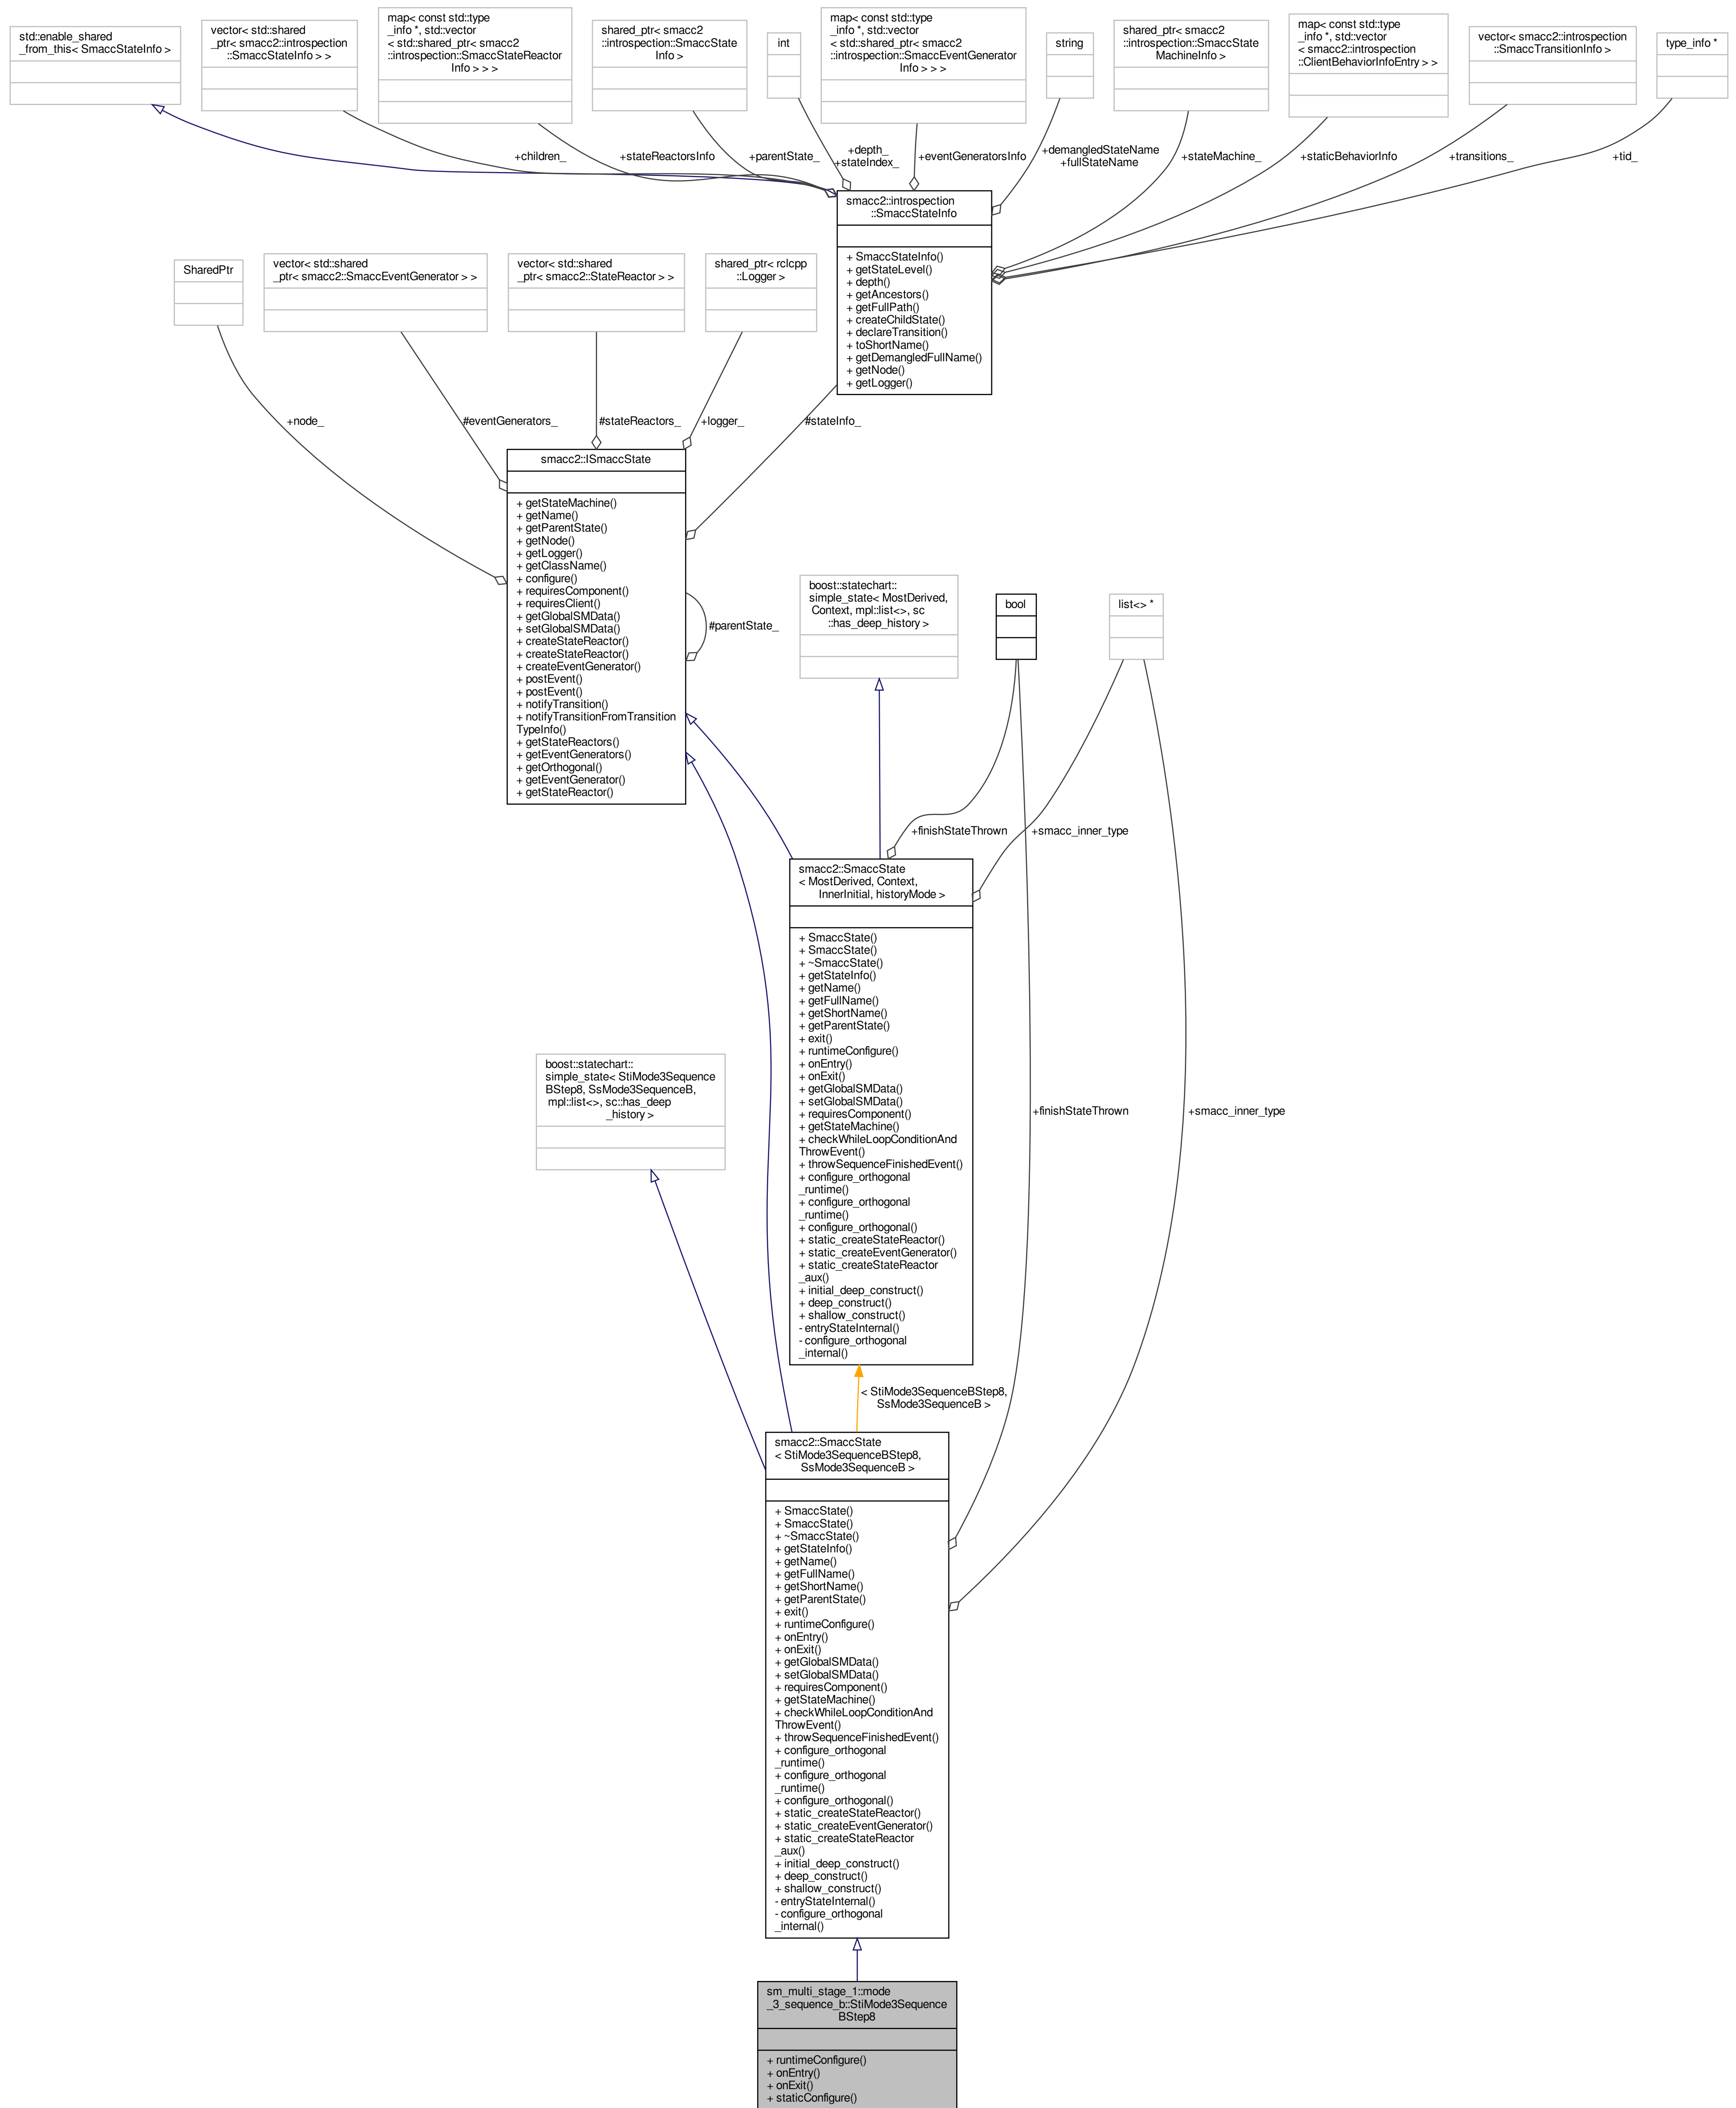 std::enable_shared
_from_this< SmaccStateInfo >
vector< std::shared
_ptr< smacc2::introspection
::SmaccStateInfo > >
map< const std::type
_info *, std::vector
< std::shared_ptr< smacc2
::introspection::SmaccStateReactor
Info > > >
shared_ptr< smacc2
::introspection::SmaccState
Info >
int
map< const std::type
_info *, std::vector
< std::shared_ptr< smacc2
::introspection::SmaccEventGenerator
Info > > >
string
shared_ptr< smacc2
::introspection::SmaccState
MachineInfo >
map< const std::type
_info *, std::vector
< smacc2::introspection
::ClientBehaviorInfoEntry > >
vector< smacc2::introspection
::SmaccTransitionInfo >
type_info *
+children_
+stateReactorsInfo
+parentState_
+depth_
+stateIndex_
+eventGeneratorsInfo
+demangledStateName
+fullStateName
+stateMachine_
+staticBehaviorInfo
+transitions_
+tid_
smacc2::introspection
::SmaccStateInfo
+ SmaccStateInfo()
+ getStateLevel()
+ depth()
+ getAncestors()
+ getFullPath()
+ createChildState()
+ declareTransition()
+ toShortName()
+ getDemangledFullName()
+ getNode()
+ getLogger()
SharedPtr
vector< std::shared
_ptr< smacc2::SmaccEventGenerator > >
vector< std::shared
_ptr< smacc2::StateReactor > >
shared_ptr< rclcpp
::Logger >
+node_
#eventGenerators_
#stateReactors_
+logger_
#stateInfo_
smacc2::ISmaccState
+ getStateMachine()
+ getName()
+ getParentState()
+ getNode()
+ getLogger()
+ getClassName()
+ configure()
+ requiresComponent()
+ requiresClient()
+ getGlobalSMData()
+ setGlobalSMData()
+ createStateReactor()
+ createStateReactor()
+ createEventGenerator()
+ postEvent()
+ postEvent()
+ notifyTransition()
+ notifyTransitionFromTransition
TypeInfo()
+ getStateReactors()
+ getEventGenerators()
+ getOrthogonal()
+ getEventGenerator()
+ getStateReactor()
#parentState_
boost::statechart::
simple_state< MostDerived,
Context, mpl::list<>, sc
::has_deep_history >
bool
list<> *
+finishStateThrown
+smacc_inner_type
smacc2::SmaccState
< MostDerived, Context,
InnerInitial, historyMode >
+ SmaccState()
+ SmaccState()
+ ~SmaccState()
+ getStateInfo()
+ getName()
+ getFullName()
+ getShortName()
+ getParentState()
+ exit()
+ runtimeConfigure()
+ onEntry()
+ onExit()
+ getGlobalSMData()
+ setGlobalSMData()
+ requiresComponent()
+ getStateMachine()
+ checkWhileLoopConditionAnd
ThrowEvent()
+ throwSequenceFinishedEvent()
+ configure_orthogonal
_runtime()
+ configure_orthogonal
_runtime()
+ configure_orthogonal()
+ static_createStateReactor()
+ static_createEventGenerator()
+ static_createStateReactor
_aux()
+ initial_deep_construct()
+ deep_construct()
+ shallow_construct()
- entryStateInternal()
- configure_orthogonal
_internal()
boost::statechart::
simple_state< StiMode3Sequence
BStep8, SsMode3SequenceB,
mpl::list<>, sc::has_deep
_history >
+finishStateThrown
+smacc_inner_type
< StiMode3SequenceBStep8,
SsMode3SequenceB >
smacc2::SmaccState
< StiMode3SequenceBStep8,
SsMode3SequenceB >
+ SmaccState()
+ SmaccState()
+ ~SmaccState()
+ getStateInfo()
+ getName()
+ getFullName()
+ getShortName()
+ getParentState()
+ exit()
+ runtimeConfigure()
+ onEntry()
+ onExit()
+ getGlobalSMData()
+ setGlobalSMData()
+ requiresComponent()
+ getStateMachine()
+ checkWhileLoopConditionAnd
ThrowEvent()
+ throwSequenceFinishedEvent()
+ configure_orthogonal
_runtime()
+ configure_orthogonal
_runtime()
+ configure_orthogonal()
+ static_createStateReactor()
+ static_createEventGenerator()
+ static_createStateReactor
_aux()
+ initial_deep_construct()
+ deep_construct()
+ shallow_construct()
- entryStateInternal()
- configure_orthogonal
_internal()
sm_multi_stage_1::mode
_3_sequence_b::StiMode3Sequence
BStep8
+ runtimeConfigure()
+ onEntry()
+ onExit()
+ staticConfigure()